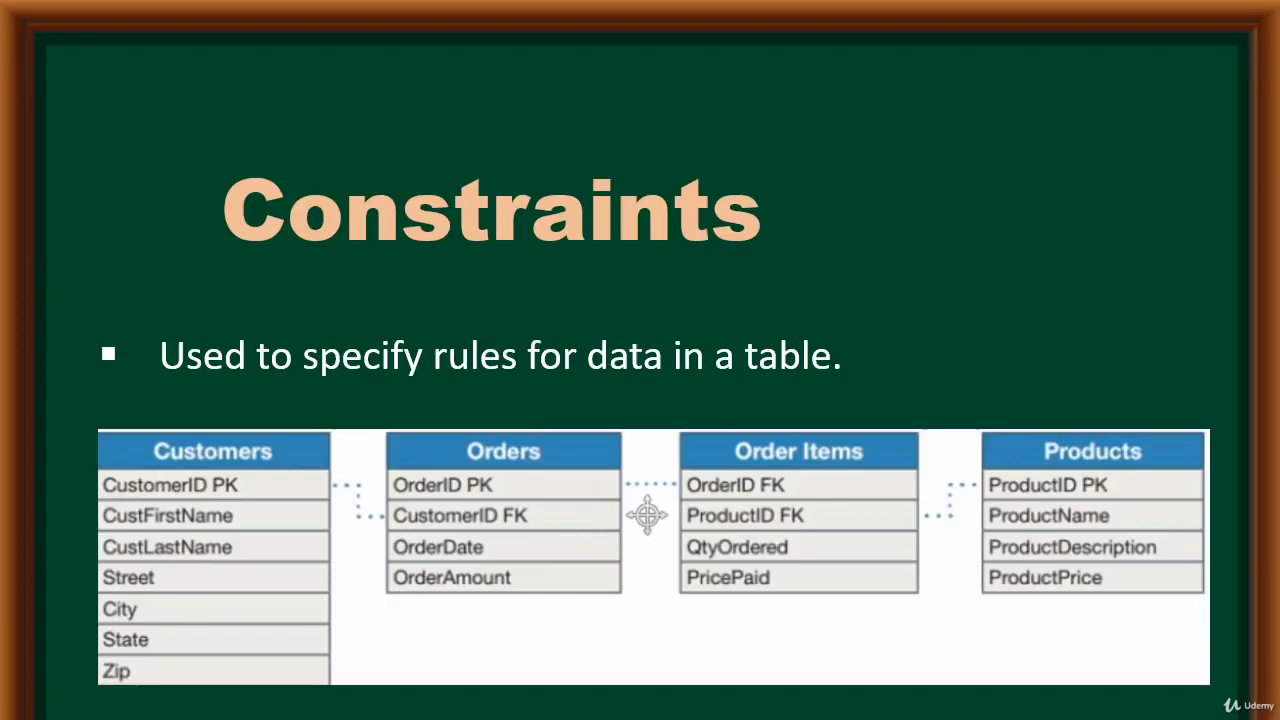 Constraints
▪ Used to specify rules for data in a table.
Customers
CustomerID PK
CustFirstName
CustLastName
Street
City
State
Zip
Orders
OrderID PK
CustomerID FK
OrderDate
OrderAmount
Order Items
OrderID FK
ProductID FK
QtyOrdered
PricePaid
Products
ProductID PK
ProductName
ProductDescription
ProductPrice
Udemy